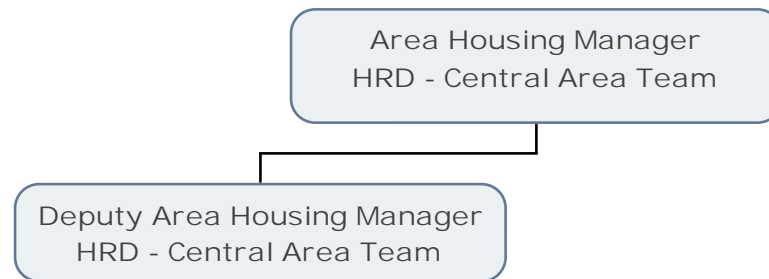 Area Housing Manager
HRD - Central Area Team
Deputy Area Housing Manager
HRD - Central Area Team